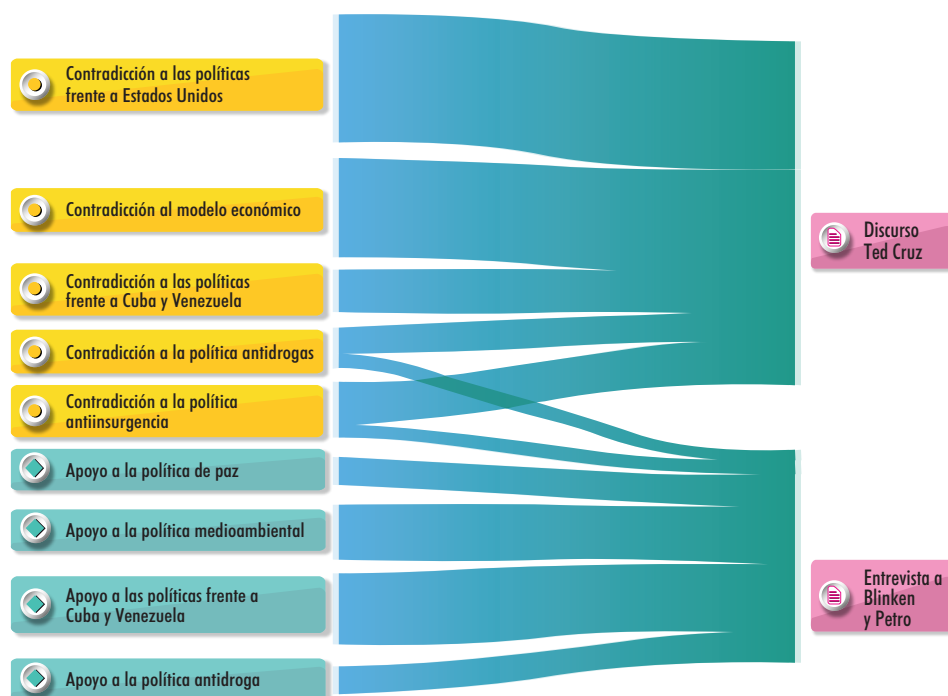 Contradicción a las políticas
frente a Estados Unidos
Contradicción al modelo económico
Contradicción a las políticas
frente a Cuba y Venezuela
Contradicción a la política antidrogas
Contradicción a la política
antiinsurgencia
Apoyo a la política de paz
Apoyo a la política medioambiental
Apoyo a las políticas frente a
Cuba y Venezuela
Apoyo a la política antidroga
Discurso
Ted Cruz
Entrevista a
Blinken
y Petro